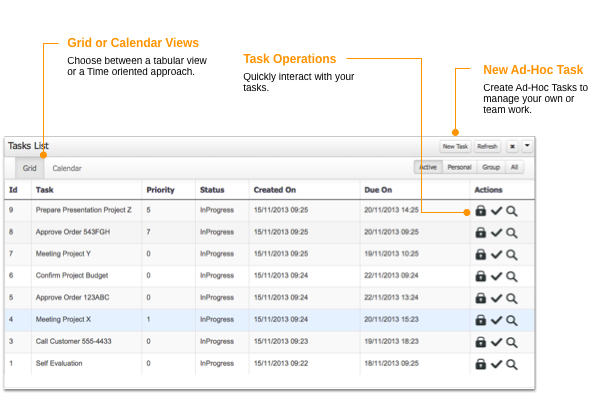 Grid or Calendar Views
Choose between a tabular view
or a Time oriented approach.
Task Operations
Quickly interact with your
tasks.
New Ad-Hoc Task
Create Ad-Hoc Tasks to
manage your own or
team work.
Tasks List
New Task Refresh
Grid Calendar
Active Personal Group All
Id Task Priority Status Created On Due On Actions
9 Prepare Presentation Project Z 5 InProgress 15/11/2013 09:25 20/11/2013 14:25
8 Approve Order 543FGH 7 InProgress 15/11/2013 09:25 20/11/2013 09:25
7 Meeting Project Y 0 InProgress 15/11/2013 09:25 19/11/2013 10:25
6 Confirm Project Budget 0 InProgress 15/11/2013 09:24 22/11/2013 09:24
5 Approve Order 123ABC 0 InProgress 15/11/2013 09:24 22/11/2013 13:24
4 Meeting Project X 1 InProgress 15/11/2013 09:24 20/11/2013 15:23
3 Call Customer 555-4433 0 InProgress 15/11/2013 09:23 19/11/2013 18:23
1 Self Evaluation 0 InProgress 15/11/2013 09:22 18/11/2013 09:25